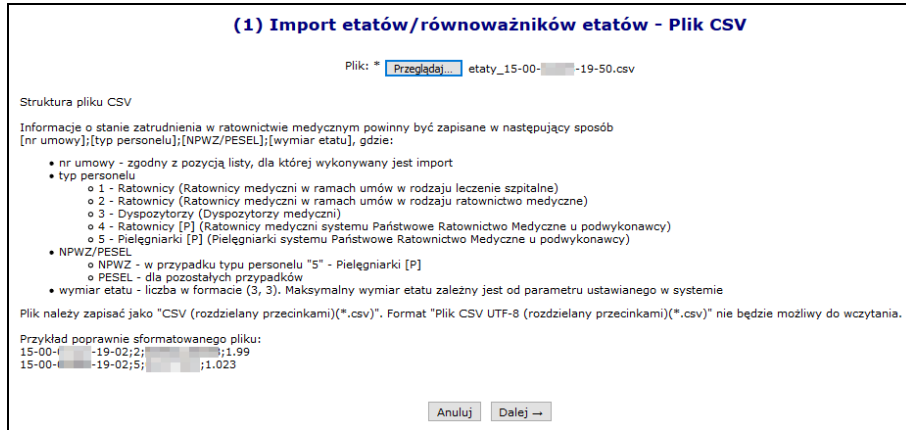 (1) Import etatów/równoważników etatów - Plik CSV
Plik: * Przeglądaj... etaty_15-00- -19-50.csv
Struktura pliku CSV
Informacje o stanie zatrudnienia w ratownictwie medycznym powinny być zapisane w następujący sposób
[nr umowy];[typ personelu];[NPWZ/PESEL];[wymiar etatu], gdzie:
• nr umowy - zgodny z pozycją listy, dla której wykonywany jest import
• typ personelu
o 1 - Ratownicy (Ratownicy medyczni w ramach umów w rodzaju leczenie szpitalne)
o 2 - Ratownicy (Ratownicy medyczni w ramach umów w rodzaju ratownictwo medyczne)
o 3 - Dyspozytorzy (Dyspozytorzy medyczni)
o 4 - Ratownicy [P] (Ratownicy medyczni systemu Państwowe Ratownictwo Medyczne u podwykonawcy)
o 5 - Pielęgniarki [P] (Pielęgniarki systemu Państwowe Ratownictwo Medyczne u podwykonawcy)
• NPWZ/PESEL
o NPWZ - w przypadku typu personelu "5" - Pielęgniarki [P]
o PESEL - dla pozostałych przypadków
• wymiar etatu - liczba w formacie (3, 3). Maksymalny wymiar etatu zależny jest od parametru ustawianego w systemie
Plik należy zapisać jako "CSV (rozdzielany przecinkami)(*.csv)". Format "Plik CSV UTF-8 (rozdzielany przecinkami)(*.csv)" nie będzie możliwy do wczytania.
Przykład poprawnie sformatowanego pliku:
15-00- -19-02;2; ;1.99
15-00- -19-02;5; ;1.023
Anuluj Dalej →